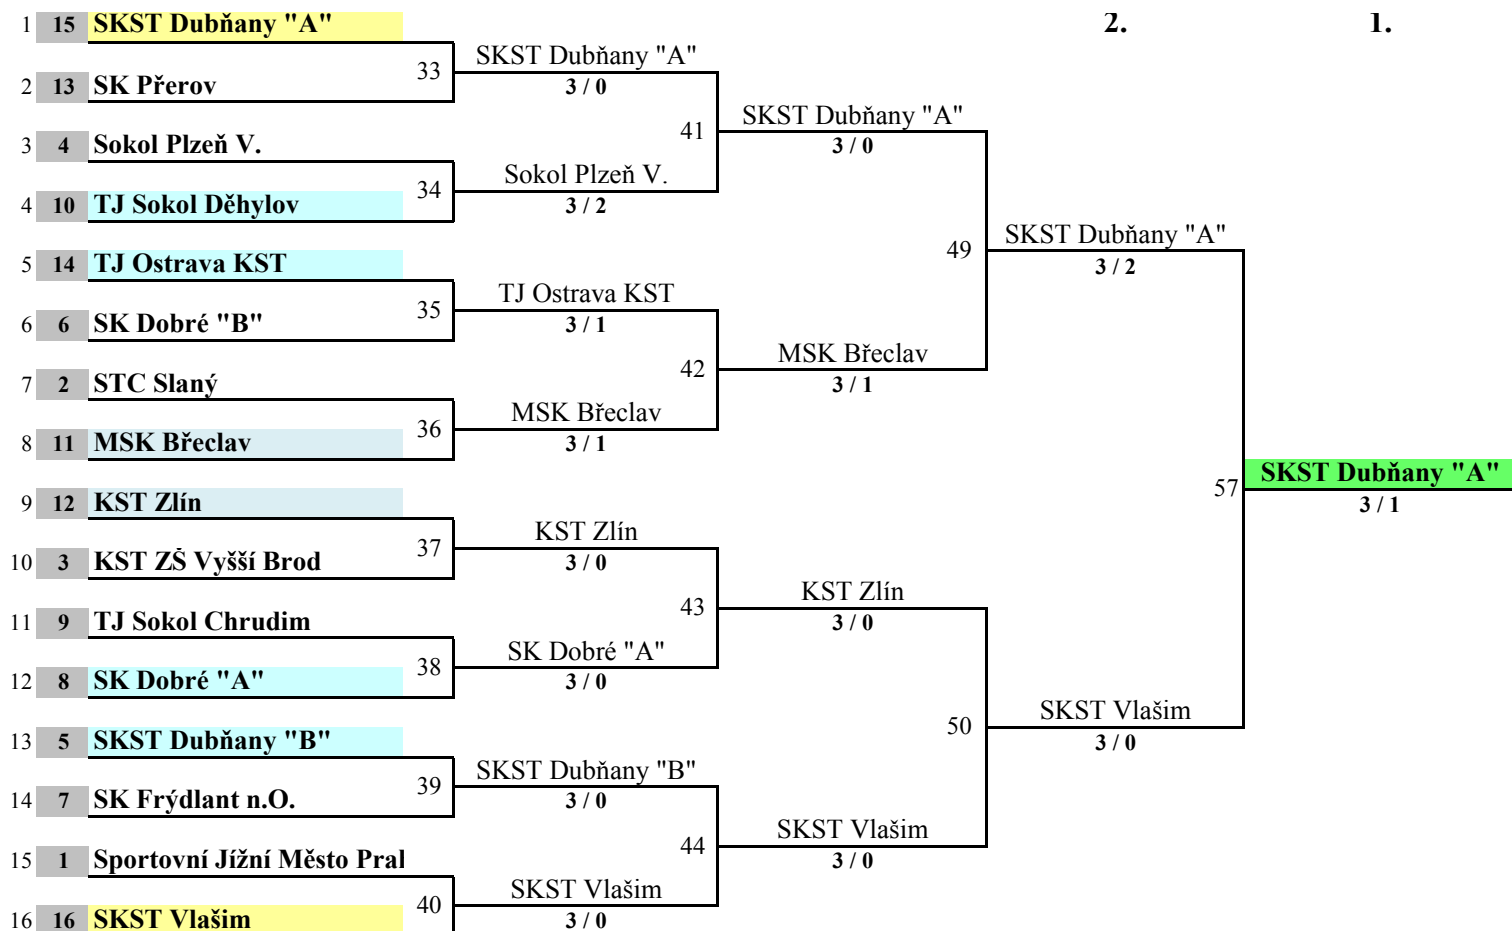 2. 1.
1 15 SKST Dubňany "A"
33 SKST Dubňany "A"
3 / 0
2 13 SK Přerov
41 SKST Dubňany "A"
3 / 0
3 4 Sokol Plzeň V.
34 Sokol Plzeň V.
3 / 2
4 10 TJ Sokol Děhylov
49 SKST Dubňany "A"
3 / 2
5 14 TJ Ostrava KST
35 TJ Ostrava KST
3 / 1
6 6 SK Dobré "B"
42 MSK Břeclav
3 / 1
7 2 STC Slaný
36 MSK Břeclav
3 / 1
8 11 MSK Břeclav
57 SKST Dubňany "A"
3 / 1
9 12 KST Zlín
37 KST Zlín
3 / 0
10 3 KST ZŠ Vyšší Brod
43 KST Zlín
3 / 0
11 9 TJ Sokol Chrudim
38 SK Dobré "A"
3 / 0
12 8 SK Dobré "A"
50 SKST Vlašim
3 / 0
13 5 SKST Dubňany "B"
39 SKST Dubňany "B"
3 / 0
14 7 SK Frýdlant n.O.
44 SKST Vlašim
3 / 0
15 1 Sportovní Jížní Město
40 SKST Vlašim
3 / 0
16 16 SKST Vlašim